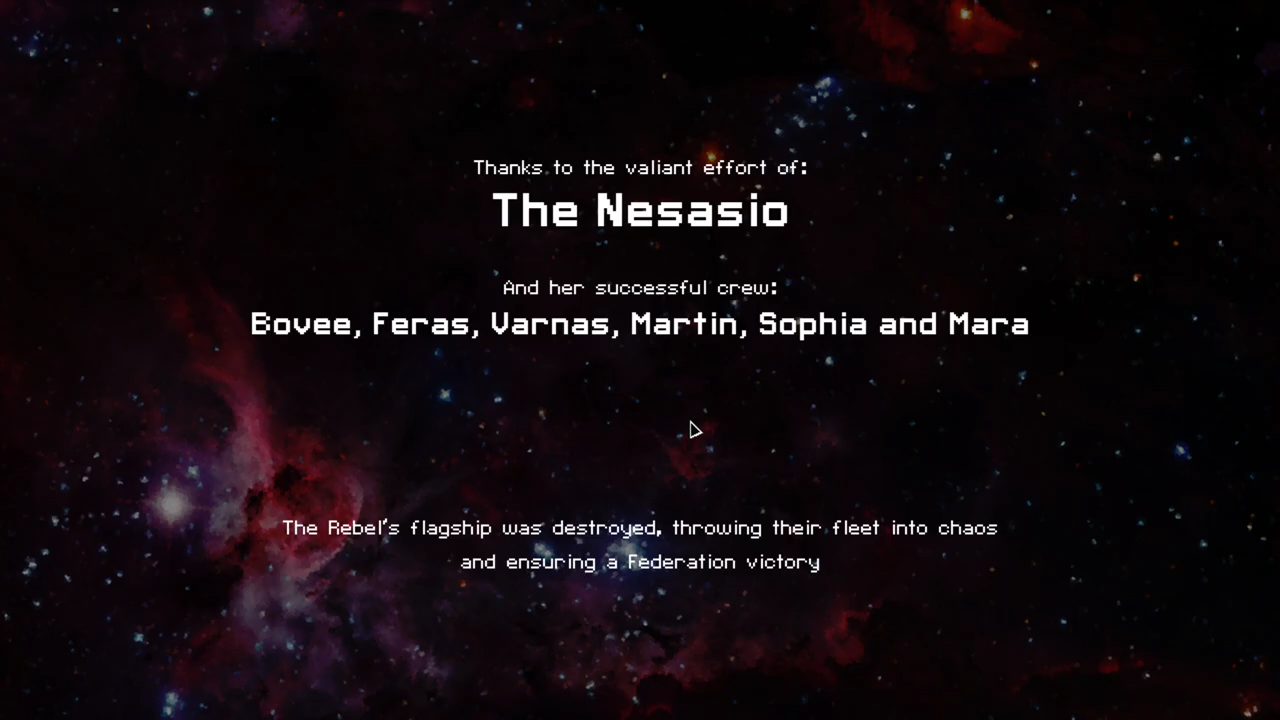 Thanks to the valiant effort of:
The Nesasio
And her successful crew:
Bovee, Feras, Varnas, Martin, Sophia and Mara
The Rebel's flagship was destroyed, throwing their fleet into chaos
and ensuring a Federation victory